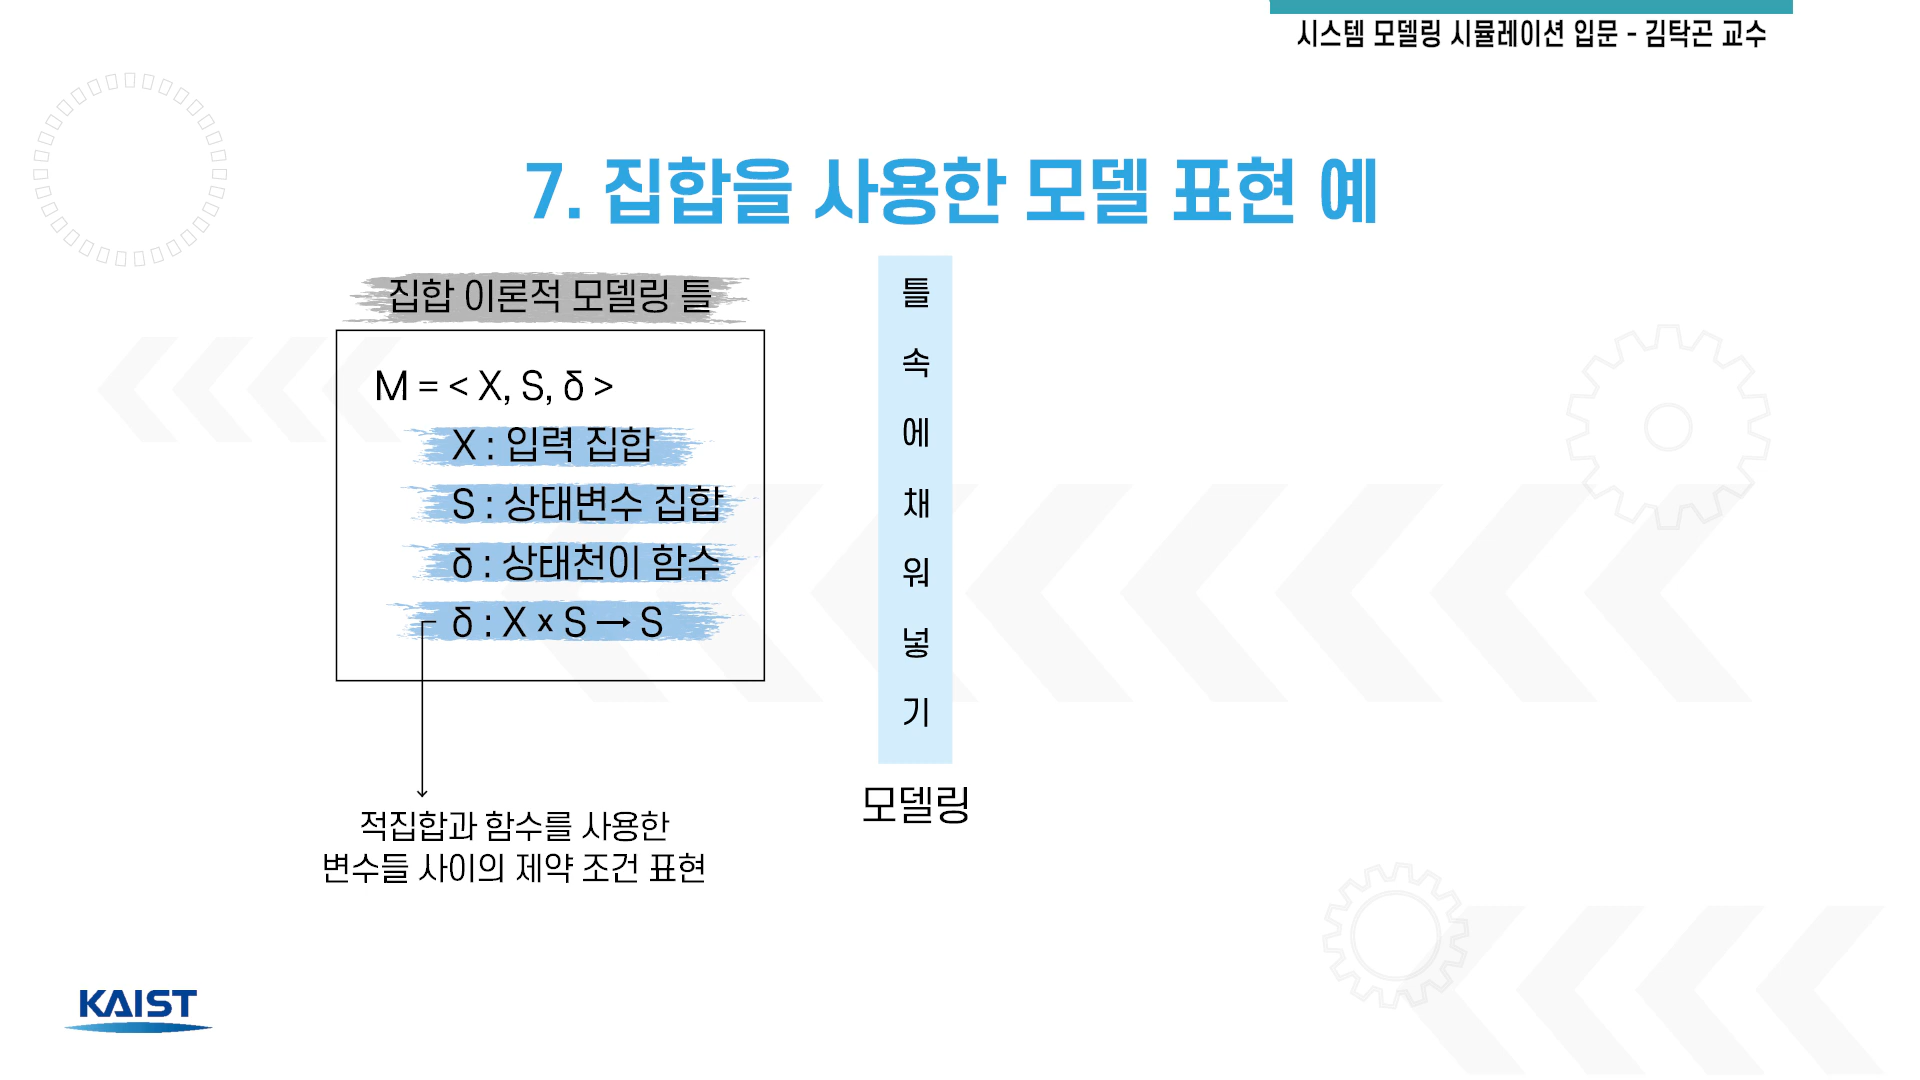 시스템 모델링 시뮬레이션 입문 - 김탁곤 교수
7. 집합을 사용한 모델 표현 예
집합 이론적 모델링 틀
M = < X, S, δ >
X : 입력 집합
S : 상태변수 집합
δ : 상태천이 함수
δ : X × S → S
적집합과 함수를 사용한
변수들 사이의 제약 조건 표현
틀
속
에
채
워
넣
기
모델링
KAIST